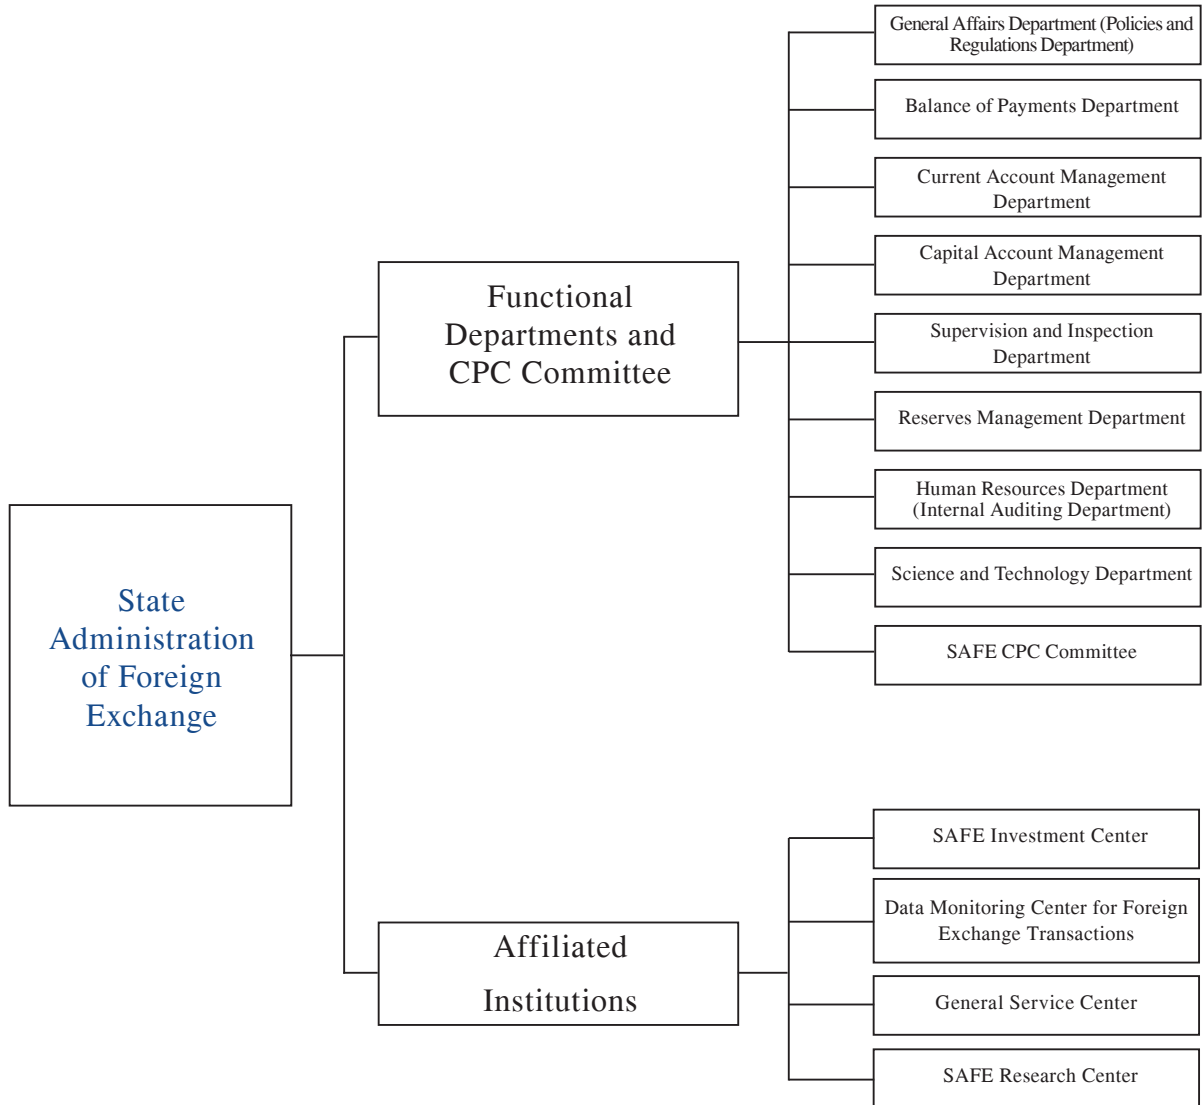 State
Administration
of Foreign
Exchange
Functional
Departments and
CPC Committee
General Affairs Department (Policies and
Regulations Department)
Balance of Payments Department
Current Account Management
Department
Capital Account Management
Department
Supervision and Inspection
Department
Reserves Management Department
Human Resources Department
(Internal Auditing Department)
Science and Technology Department
SAFE CPC Committee
Affiliated
Institutions
SAFE Investment Center
Data Monitoring Center for Foreign
Exchange Transactions
General Service Center
SAFE Research Center